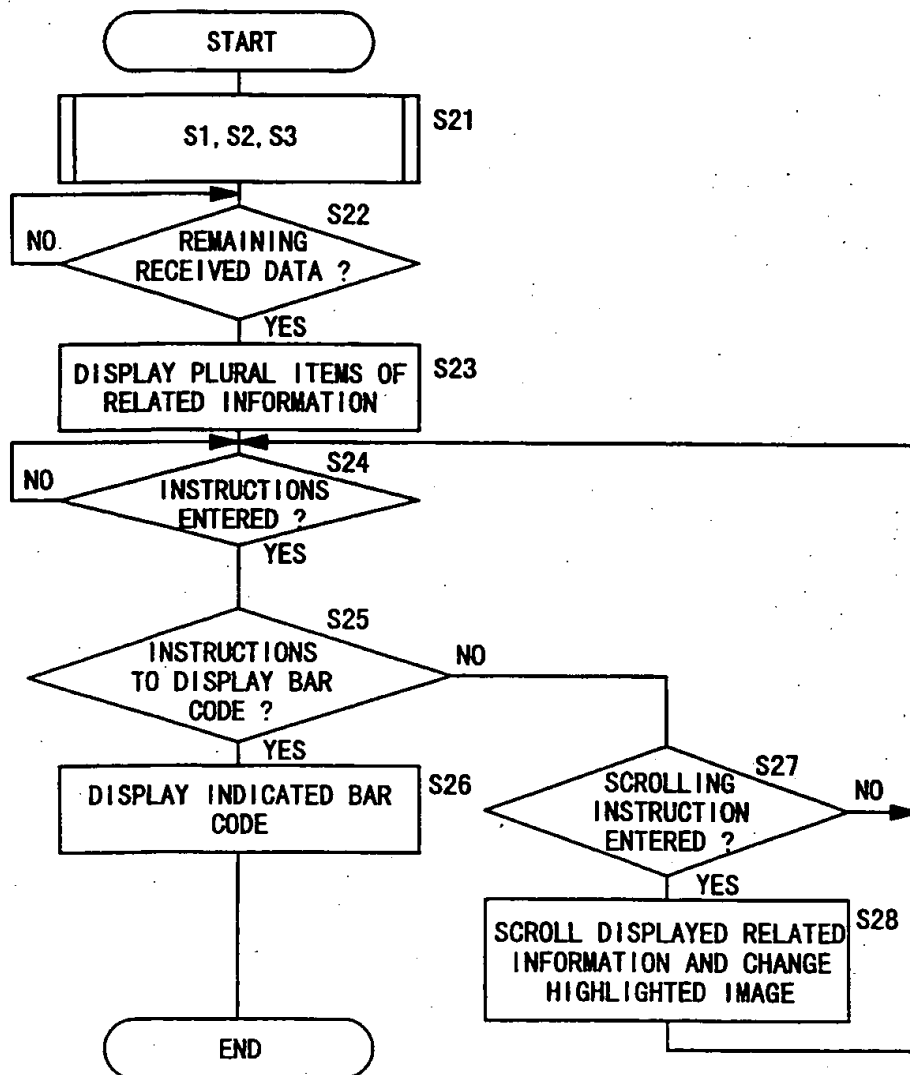 START
S1, S2, S3
S21
S22
NO
REMAINING
RECEIVED DATA ?
YES
DISPLAY PLURAL ITEMS OF
RELATED INFORMATION
S23
S24
NO
INSTRUCTIONS
ENTERED ?
YES
S25
INSTRUCTIONS
TO DISPLAY BAR
CODE ?
NO
YES
DISPLAY INDICATED BAR
CODE
S26
S27
SCROLLING
INSTRUCTION
ENTERED ?
NO
YES
S28
SCROLL DISPLAYED RELATED
INFORMATION AND CHANGE
HIGHLIGHTED IMAGE
END